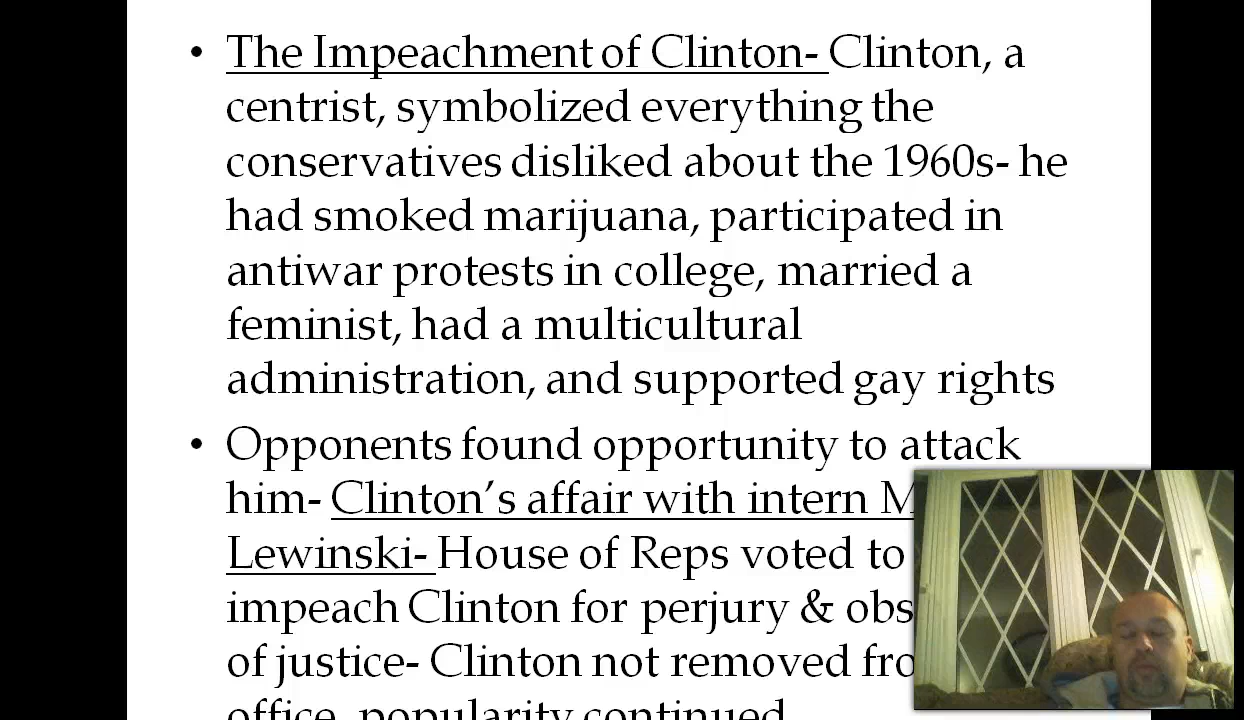 • The Impeachment of Clinton- Clinton, a
centrist, symbolized everything the
conservatives disliked about the 1960s- he
had smoked marijuana, participated in
antiwar protests in college, married a
feminist, had a multicultural
administration, and supported gay rights
• Opponents found opportunity to attack
him- Clinton’s affair with intern
Lewinski- House of Reps voted to
impeach Clinton for perjury &
of justice- Clinton not removed
office, popularity continued